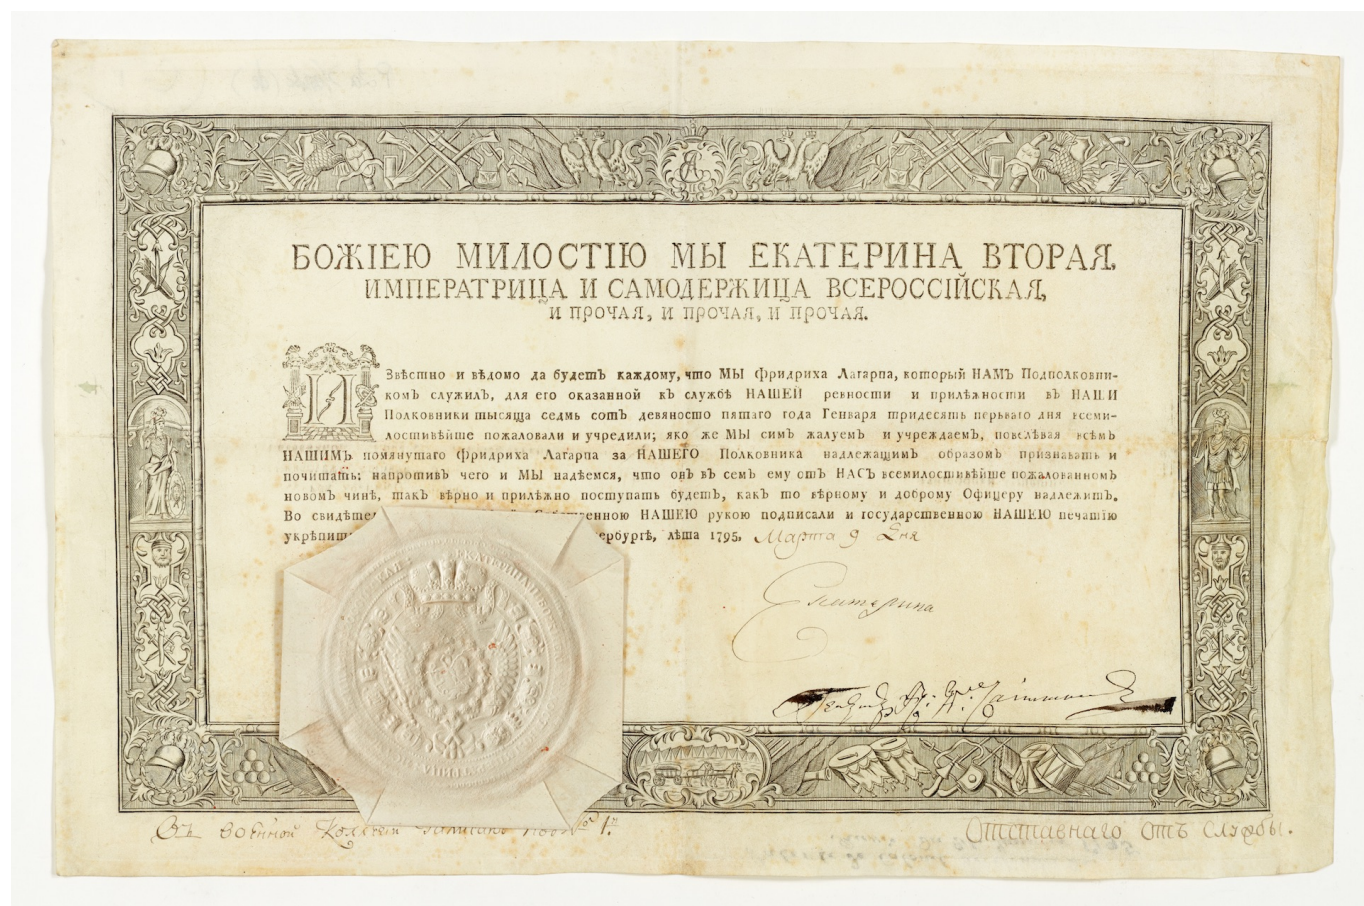 БОЖІЕЮ МИЛОСТІЮ МЫ ЕКАТЕРИНА ВТОРАЯ,
ИМПЕРАТРИЦА И САМОДЕРЖИЦА ВСЕРОССІЙСКАЯ,
И ПРОЧАЯ, И ПРОЧАЯ, И ПРОЧАЯ.
ИЗвѣстно и вѣдомо да будетъ каждому, что МЫ Фридриха Лагарпа, который НАМЪ Подполковни-
комъ служилъ, для его оказанной къ службѣ НАШЕЙ ревности и прилѣжности въ НАШИ
Полковники тысяща седмь сотъ девяносто пятаго года Генваря тридесять перьваго дня всеми-
лостивѣйше пожаловали и учредили; яко же МЫ симъ жалуемъ и учреждаемъ, повелѣвая всѣмъ
НАШИМЪ помянутаго Фридриха Лагарпа за НАШЕГО Полковника надлежащимъ образомъ признавать и
почитать: напротивъ чего и МЫ надѣемся, что онъ въ семъ ему отъ НАСЪ всемилостивѣйше пожалованномъ
новомъ чинѣ, такъ вѣрно и прилѣжно поступать будетъ, какъ то вѣрному и доброму Офицеру надлежитъ.
Во свидѣте ственною НАШЕЮ рукою подписали и государственною НАШЕЮ печатію
укрѣпит ербургѣ, лѣта 1795, Марта 9 Дня
Екатерина
Въ военной Коллегии
Отставнаго отъ службы.